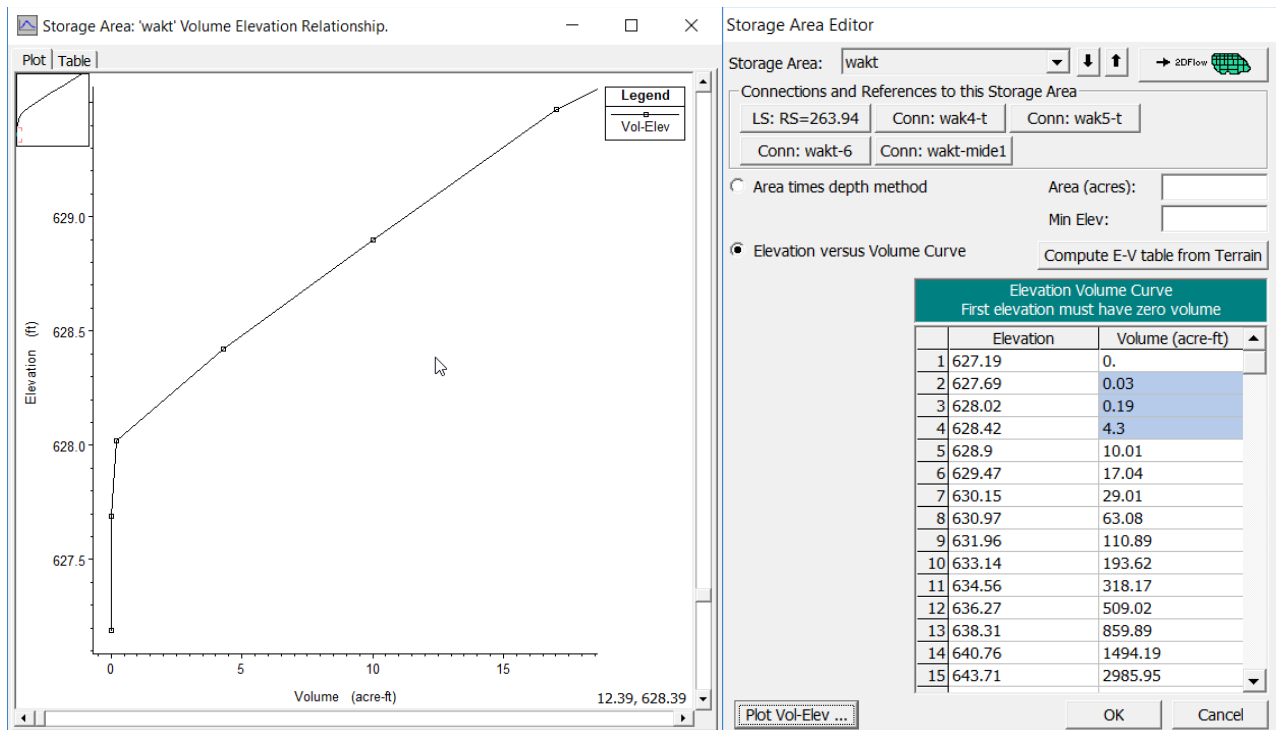 Storage Area: 'wakt' Volume Elevation Relationship.
Plot Table
Legend
Vol-Elev
629.0
628.5
628.0
627.5
Elevation (ft)
0 5 10 15
Volume (acre-ft)
12.39, 628.39
Storage Area Editor
Storage Area: wakt
2DFlow
Connections and References to this Storage Area
LS: RS=263.94 Conn: wak4-t Conn: wak5-t
Conn: wakt-6 Conn: wakt-mide1
Area times depth method Area (acres):
Min Elev:
Elevation versus Volume Curve Compute E-V table from Terrain
Elevation Volume Curve
First elevation must have zero volume
Elevation Volume (acre-ft)
1 627.19 0.
2 627.69 0.03
3 628.02 0.19
4 628.42 4.3
5 628.9 10.01
6 629.47 17.04
7 630.15 29.01
8 630.97 63.08
9 631.96 110.89
10 633.14 193.62
11 634.56 318.17
12 636.27 509.02
13 638.31 859.89
14 640.76 1494.19
15 643.71 2985.95
Plot Vol-Elev ... OK Cancel